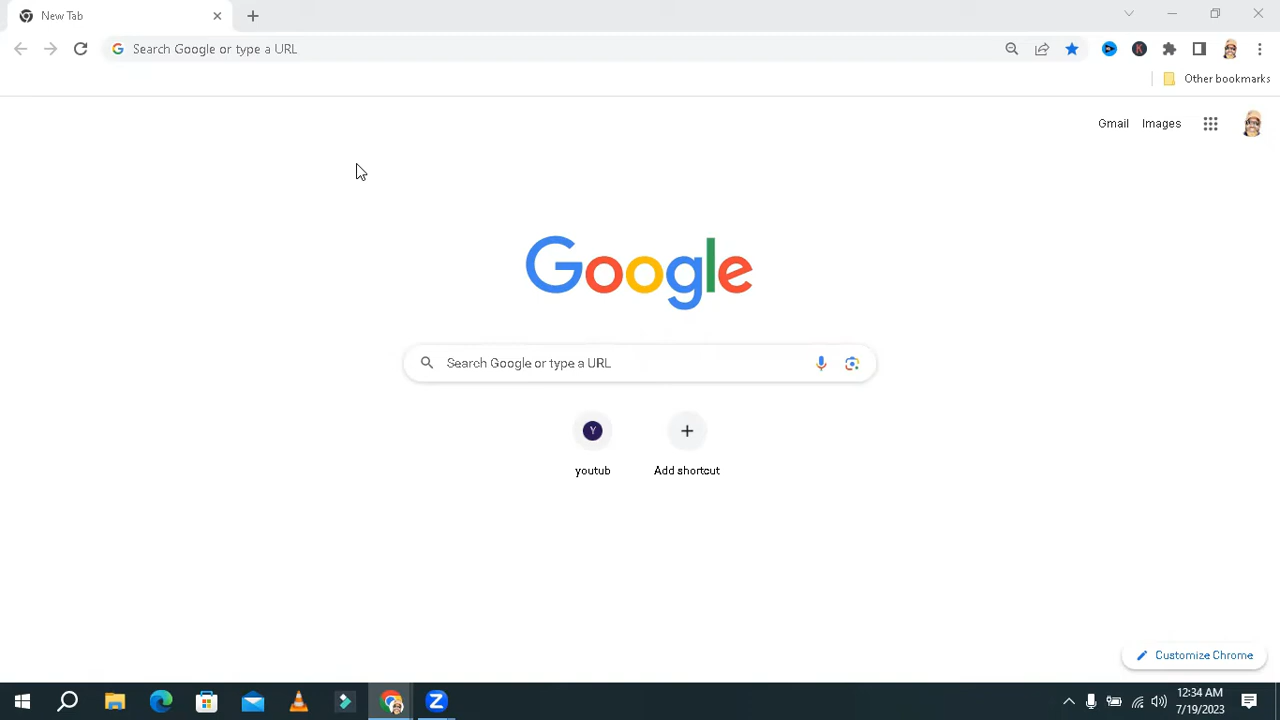 New Tab
Search Google or type a URL
K
Other bookmarks
Gmail Images
Google
Search Google or type a URL
Y
youtub
Add shortcut
Customize Chrome
Z
12:34 AM
7/19/2023